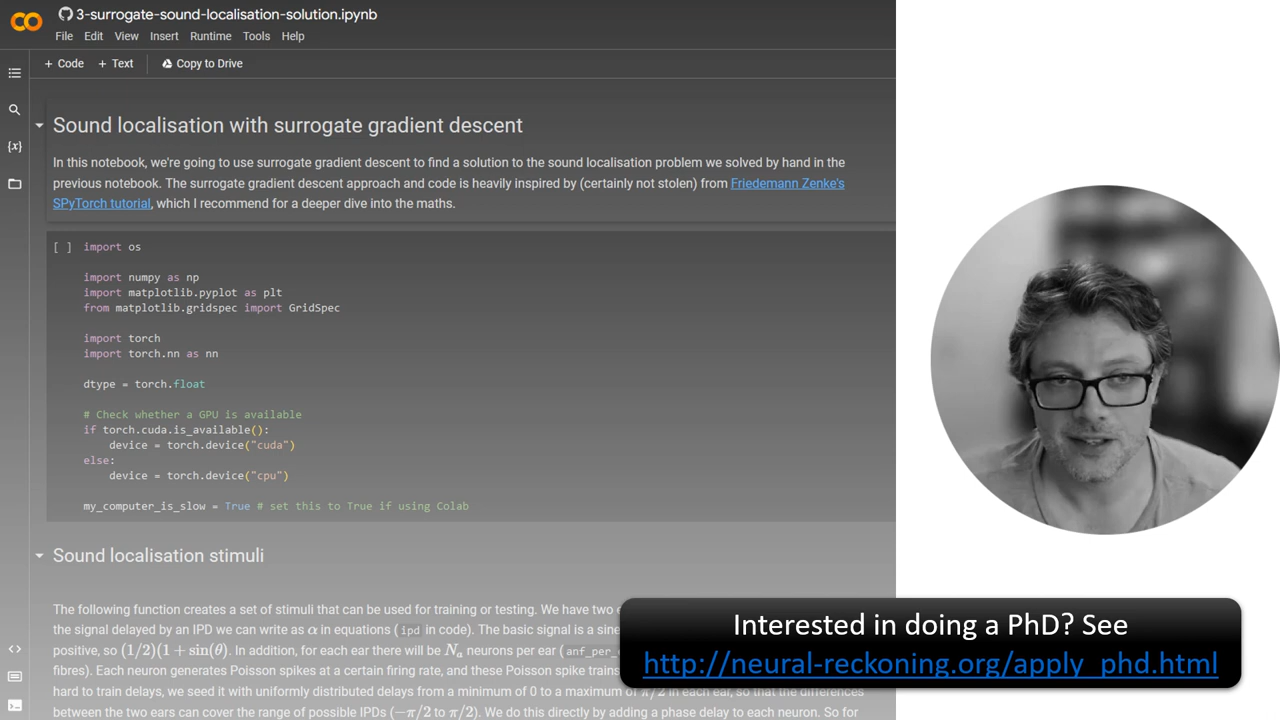 3-surrogate-sound-localisation-solution.ipynb
File Edit View Insert Runtime Tools Help
+ Code + Text Copy to Drive
Sound localisation with surrogate gradient descent
In this notebook, we're going to use surrogate gradient descent to find a solution to the sound localisation problem we solved by hand in the
previous notebook. The surrogate gradient descent approach and code is heavily inspired by (certainly not stolen) from Friedemann Zenke's
SPyTorch tutorial, which I recommend for a deeper dive into the maths.
[ ] import os
import numpy as np
import matplotlib.pyplot as plt
from matplotlib.gridspec import GridSpec
import torch
import torch.nn as nn
dtype = torch.float
# Check whether a GPU is available
if torch.cuda.is_available():
device = torch.device("cuda")
else:
device = torch.device("cpu")
my_computer_is_slow = True # set this to True if using Colab
Sound localisation stimuli
The following function creates a set of stimuli that can be used for training or testing. We have two
the signal delayed by an IPD we can write as α in equations (ipd in code). The basic signal is a sine
positive, so (1/2)(1 + sin(θ). In addition, for each ear there will be Nₐ neurons per ear (anf_per_
fibres). Each neuron generates Poisson spikes at a certain firing rate, and these Poisson spike trains
hard to train delays, we seed it with uniformly distributed delays from a minimum of 0 to a maximum of π/2 in each ear, so that the differences
between the two ears can cover the range of possible IPDs (−π/2 to π/2). We do this directly by adding a phase delay to each neuron. So for
Interested in doing a PhD? See
http://neural-reckoning.org/apply_phd.html